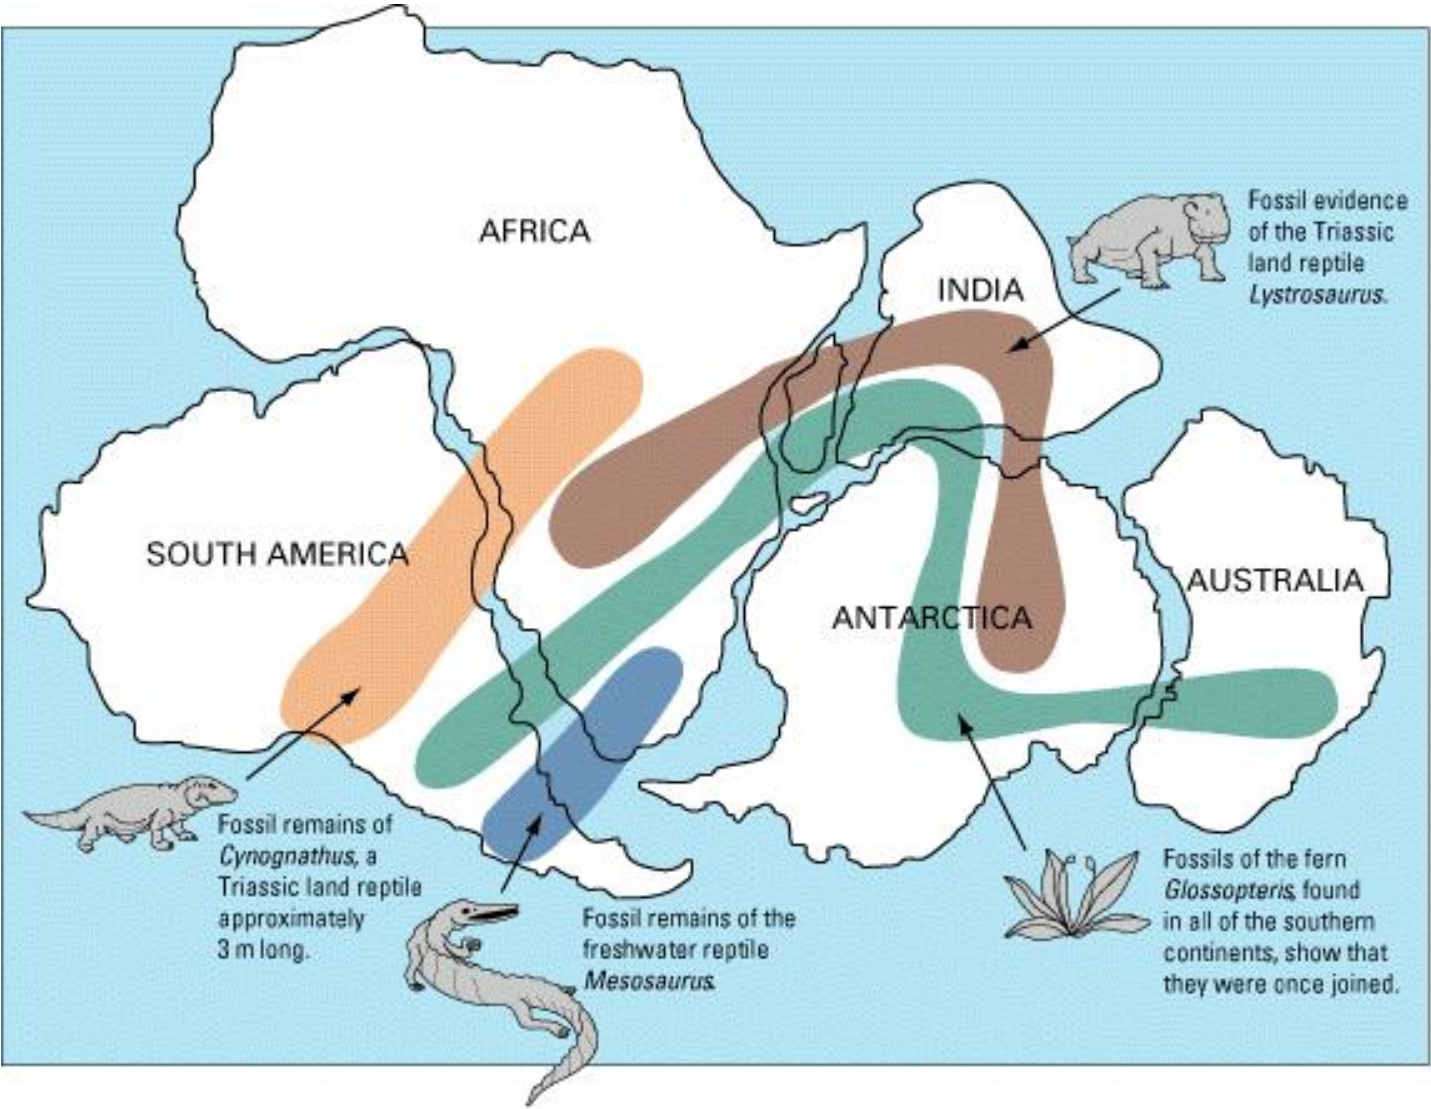 AFRICA
INDIA
Fossil evidence
of the Triassic
land reptile
Lystrosaurus.
SOUTH AMERICA
ANTARCTICA
AUSTRALIA
Fossil remains of
Cynognathus, a
Triassic land reptile
approximately
3 m long.
Fossil remains of the
freshwater reptile
Mesosaurus.
Fossils of the fern
Glossopteris, found
in all of the southern
continents, show that
they were once joined.